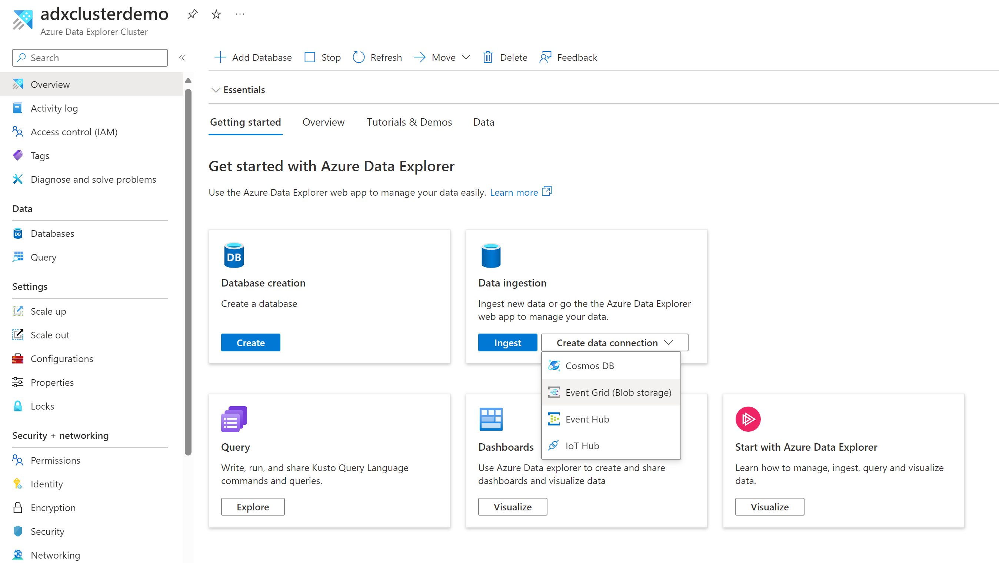 adxclusterdemo
Azure Data Explorer Cluster
Search
Overview
Activity log
Access control (IAM)
Tags
Diagnose and solve problems
Data
DB
Databases
Query
Settings
Scale up
Scale out
Configurations
Properties
Locks
Security + networking
Permissions
Identity
Encryption
Security
Networking
Add Database
Stop
Refresh
Move
Delete
Feedback
Essentials
Getting started
Overview
Tutorials & Demos
Data
Get started with Azure Data Explorer
Use the Azure Data Explorer web app to manage your data easily. Learn more
DB
Database creation
Create a database
Create
Data ingestion
Ingest new data or go the the Azure Data Explorer
web app to manage your data.
Ingest
Create data connection
Cosmos DB
Event Grid (Blob storage)
Event Hub
IoT Hub
Query
Write, run, and share Kusto Query Language
commands and queries.
Explore
Dashboards
Use Azure Data explorer to create and share
dashboards and visualize data
Visualize
Start with Azure Data Explorer
Learn how to manage, ingest, query and visualize
data.
Visualize